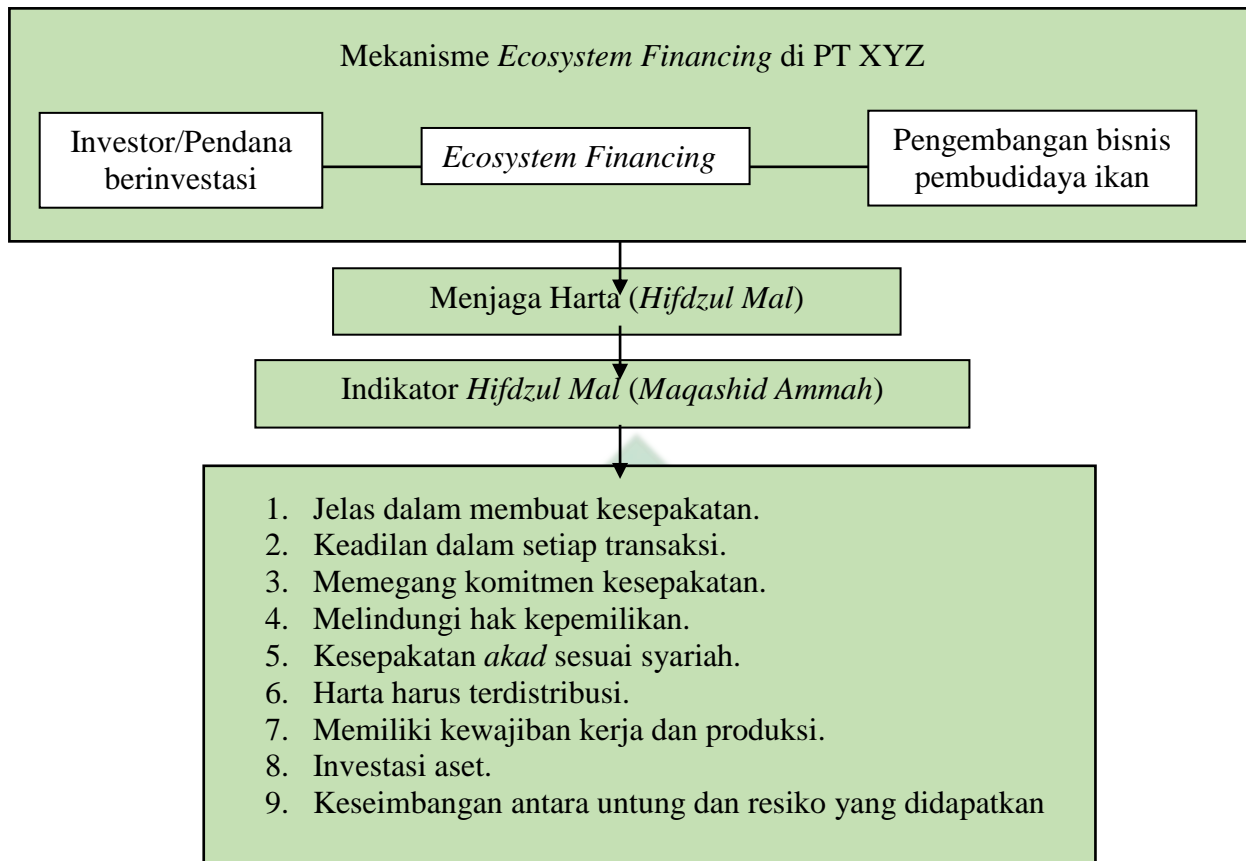 Mekanisme Ecosystem Financing di PT XYZ
Investor/Pendana
berinvestasi
Ecosystem Financing
Pengembangan bisnis
pembudidaya ikan
Menjaga Harta (Hifdzul Mal)
Indikator Hifdzul Mal (Maqashid Ammah)
1. Jelas dalam membuat kesepakatan.
2. Keadilan dalam setiap transaksi.
3. Memegang komitmen kesepakatan.
4. Melindungi hak kepemilikan.
5. Kesepakatan akad sesuai syariah.
6. Harta harus terdistribusi.
7. Memiliki kewajiban kerja dan produksi.
8. Investasi aset.
9. Keseimbangan antara untung dan resiko yang didapatkan